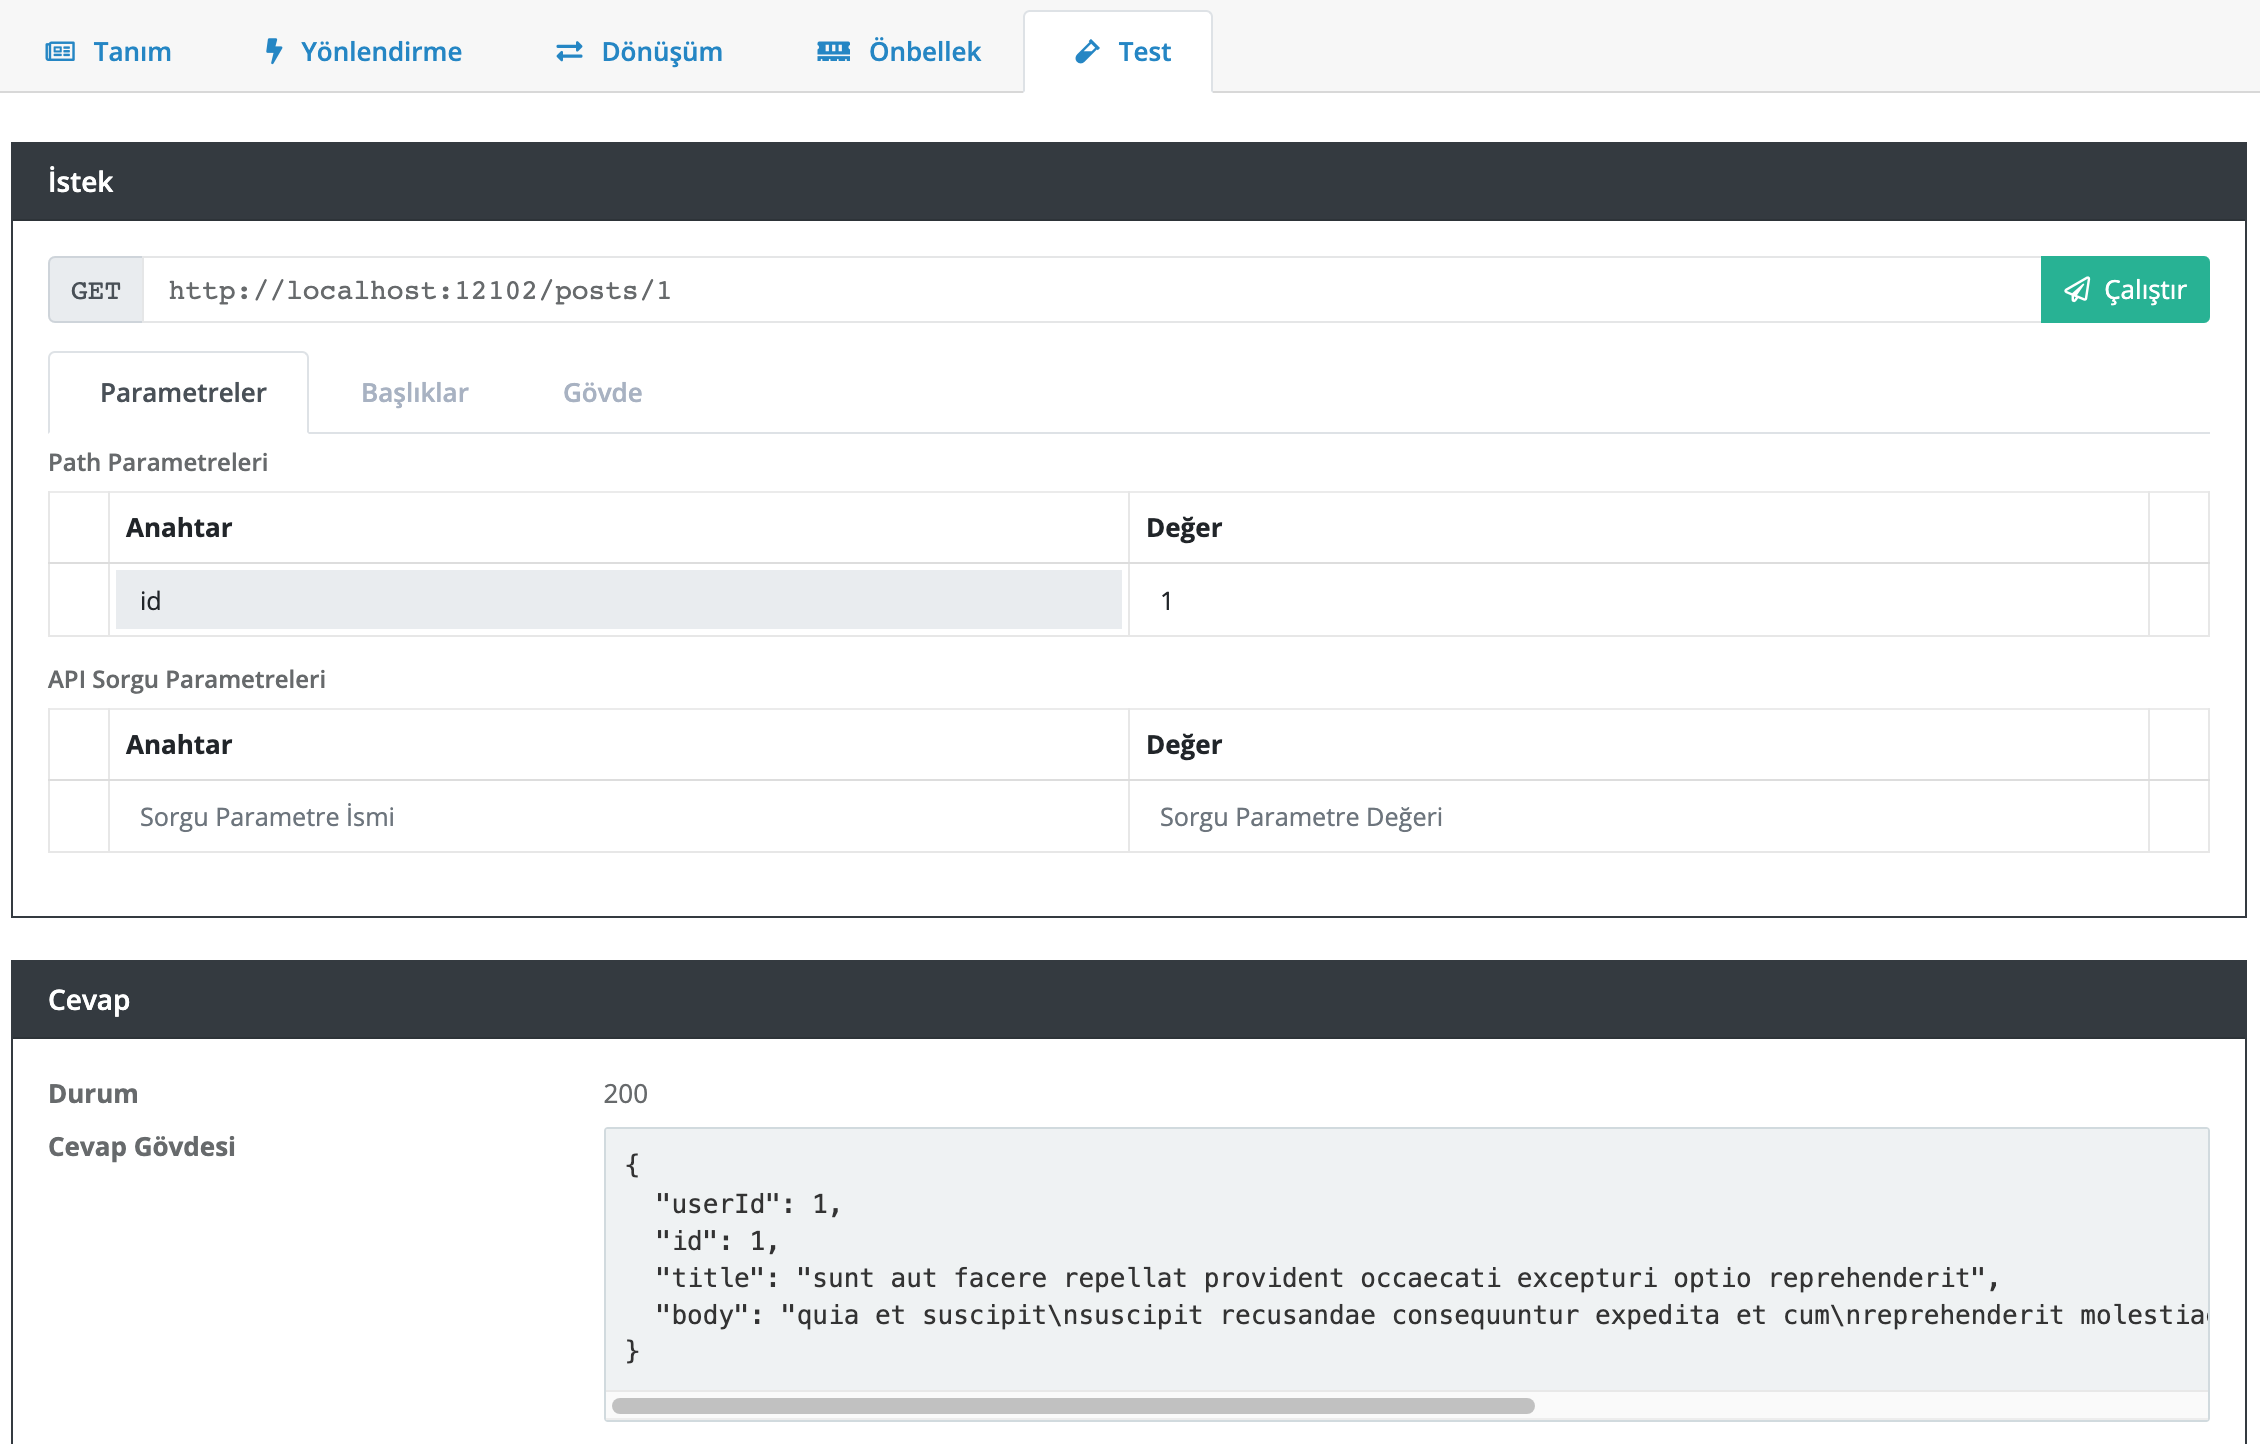 Tanım Yönlendirme Dönüşüm Önbellek Test
İstek
GET http://localhost:12102/posts/1 Çalıştır
Parametreler Başlıklar Gövde
Path Parametreleri
Anahtar Değer
id 1
API Sorgu Parametreleri
Anahtar Değer
Sorgu Parametre İsmi Sorgu Parametre Değeri
Cevap
Durum 200
Cevap Gövdesi
{
"userId": 1,
"id": 1,
"title": "sunt aut facere repellat provident occaecati excepturi optio reprehenderit",
"body": "quia et suscipit\nsuscipit recusandae consequuntur expedita et cum\nreprehenderit
}